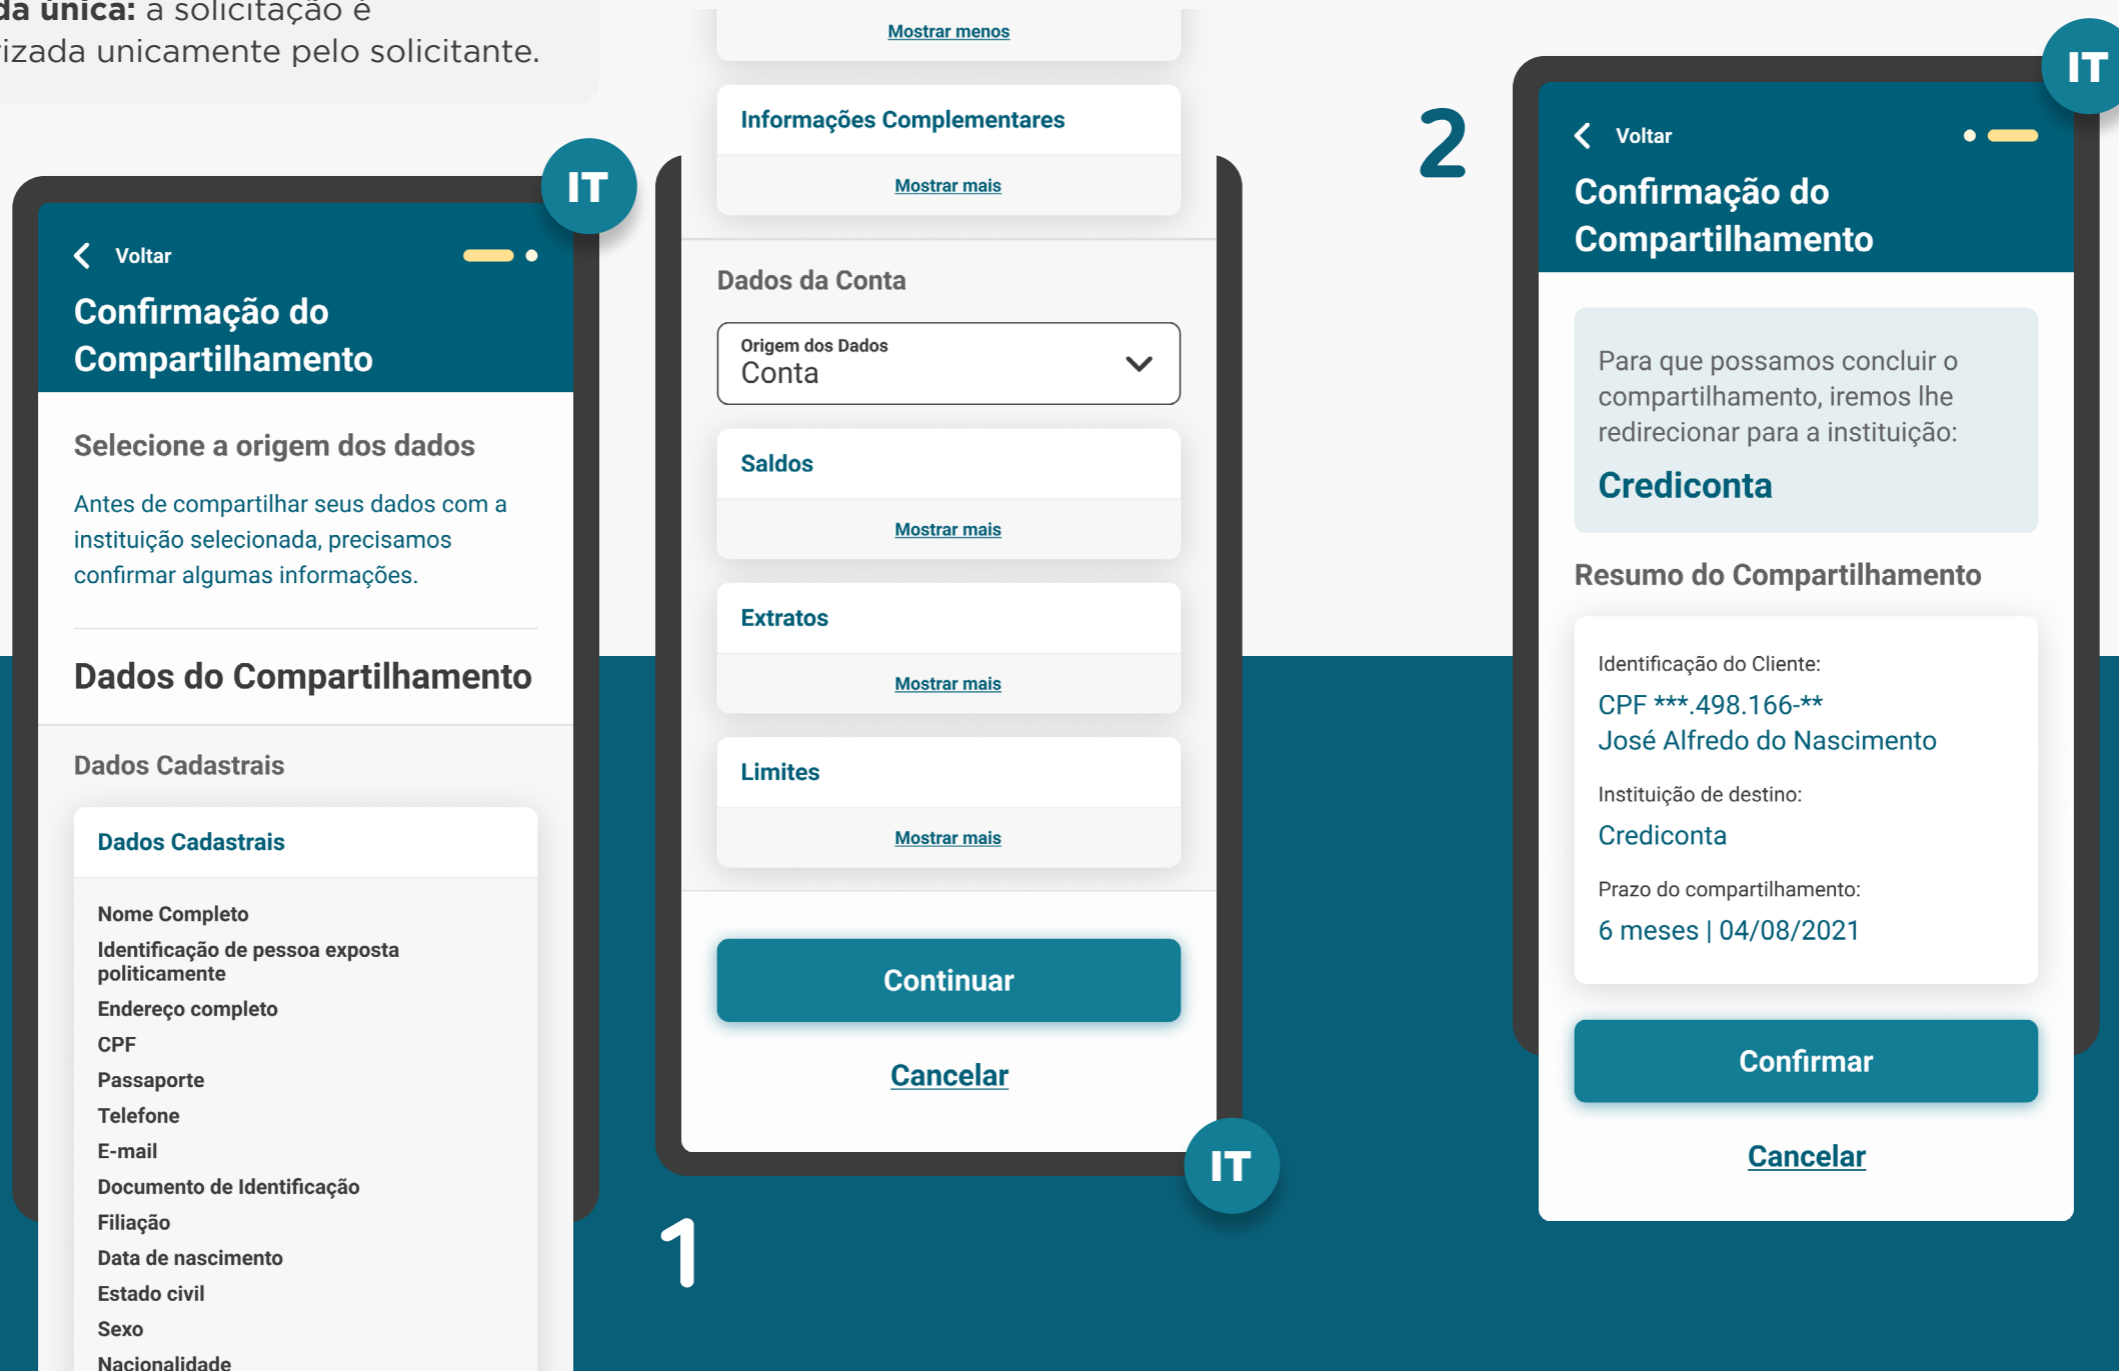 única: a solicitação é
unicamente pelo solicitante.
IT
Voltar
Confirmação do
Compartilhamento
Selecione a origem dos dados
Antes de compartilhar seus dados com a
instituição selecionada, precisamos
confirmar algumas informações.
Dados do Compartilhamento
Dados Cadastrais
Dados Cadastrais
Nome Completo
Identificação de pessoa exposta
politicamente
Endereço completo
CPF
Passaporte
Telefone
E-mail
Documento de Identificação
Filiação
Data de nascimento
Estado civil
Sexo
Nacionalidade
Mostrar menos
Informações Complementares
Mostrar mais
Dados da Conta
Origem dos Dados
Conta
Saldos
Mostrar mais
Extratos
Mostrar mais
Limites
Mostrar mais
Continuar
Cancelar
IT
1
2
IT
Voltar
Confirmação do
Compartilhamento
Para que possamos concluir o
compartilhamento, iremos lhe
redirecionar para a instituição:
Crediconta
Resumo do Compartilhamento
Identificação do Cliente:
CPF ***.498.166-**
José Alfredo do Nascimento
Instituição de destino:
Crediconta
Prazo do compartilhamento:
6 meses | 04/08/2021
Confirmar
Cancelar